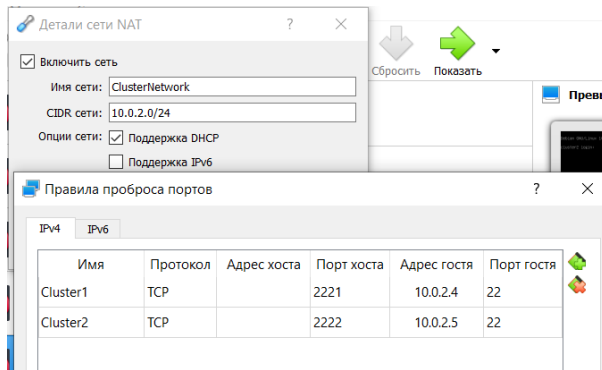 Детали сети NAT ?
Включить сеть
Имя сети: ClusterNetwork
CIDR сети: 10.0.2.0/24
Опции сети: Поддержка DHCP
Поддержка IPv6
Сбросить Показать
Превь
Правила проброса портов ?
IPv4 IPv6
Имя Протокол Адрес хоста Порт хоста Адрес гостя Порт гостя
Cluster1 TCP 2221 10.0.2.4 22
Cluster2 TCP 2222 10.0.2.5 22